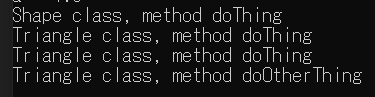 Shape class, method doThing
Triangle class, method doThing
Triangle class, method doThing
Triangle class, method doOtherThing